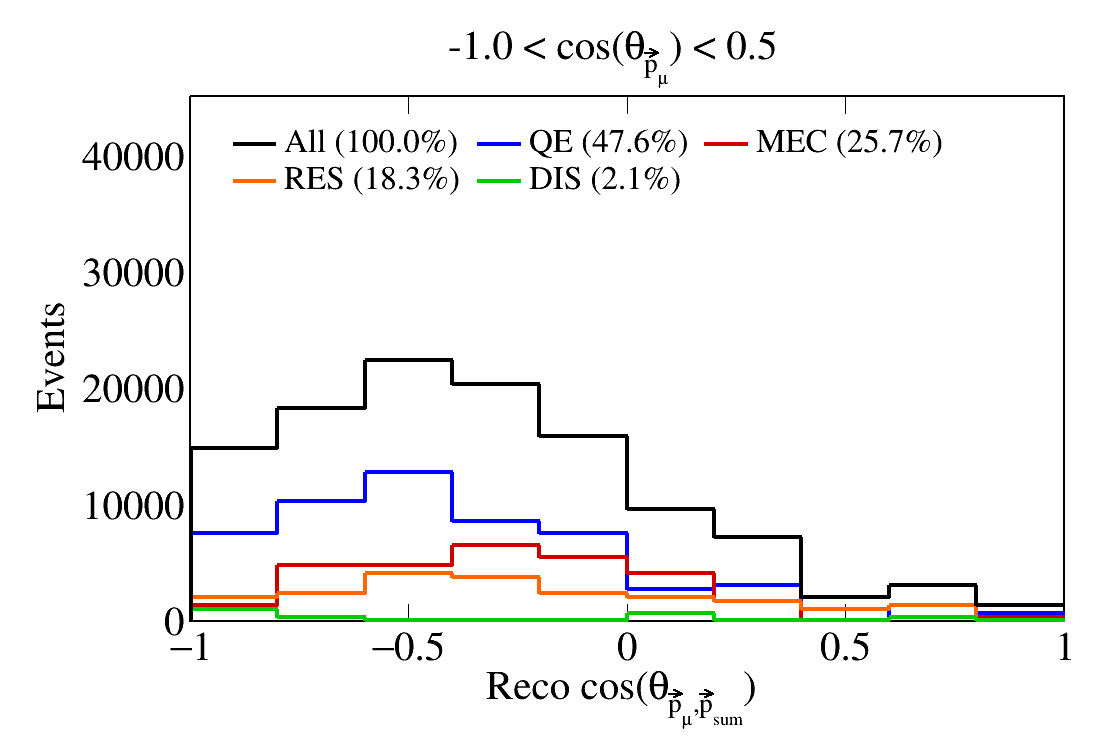 -1.0 < cos(θp⃗μ) < 0.5
All (100.0%) QE (47.6%) MEC (25.7%)
RES (18.3%) DIS (2.1%)
40000
30000
20000
10000
0
Events
−1 −0.5 0 0.5 1
Reco cos(θp⃗μ,p⃗sum)